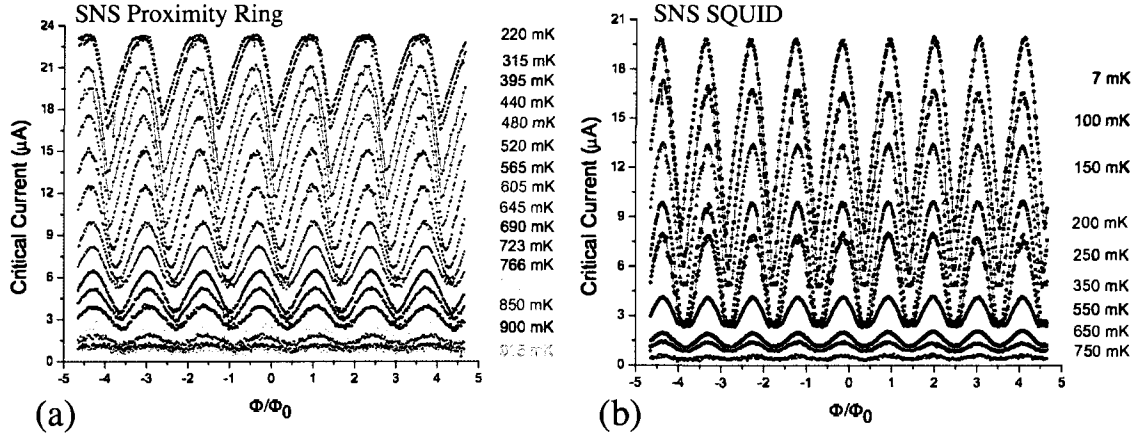 SNS Proximity Ring
24
21
18
15
12
9
6
3
0
Critical Current (μA)
-5 -4 -3 -2 -1 0 1 2 3 4 5
Φ/Φ0
220 mK
315 mK
395 mK
440 mK
480 mK
520 mK
565 mK
605 mK
645 mK
690 mK
723 mK
766 mK
850 mK
900 mK
mK
(a)
SNS SQUID
21
18
15
12
9
6
3
0
Critical Current (μA)
-5 -4 -3 -2 -1 0 1 2 3 4 5
Φ/Φ0
7 mK
100 mK
150 mK
200 mK
250 mK
350 mK
550 mK
650 mK
750 mK
(b)